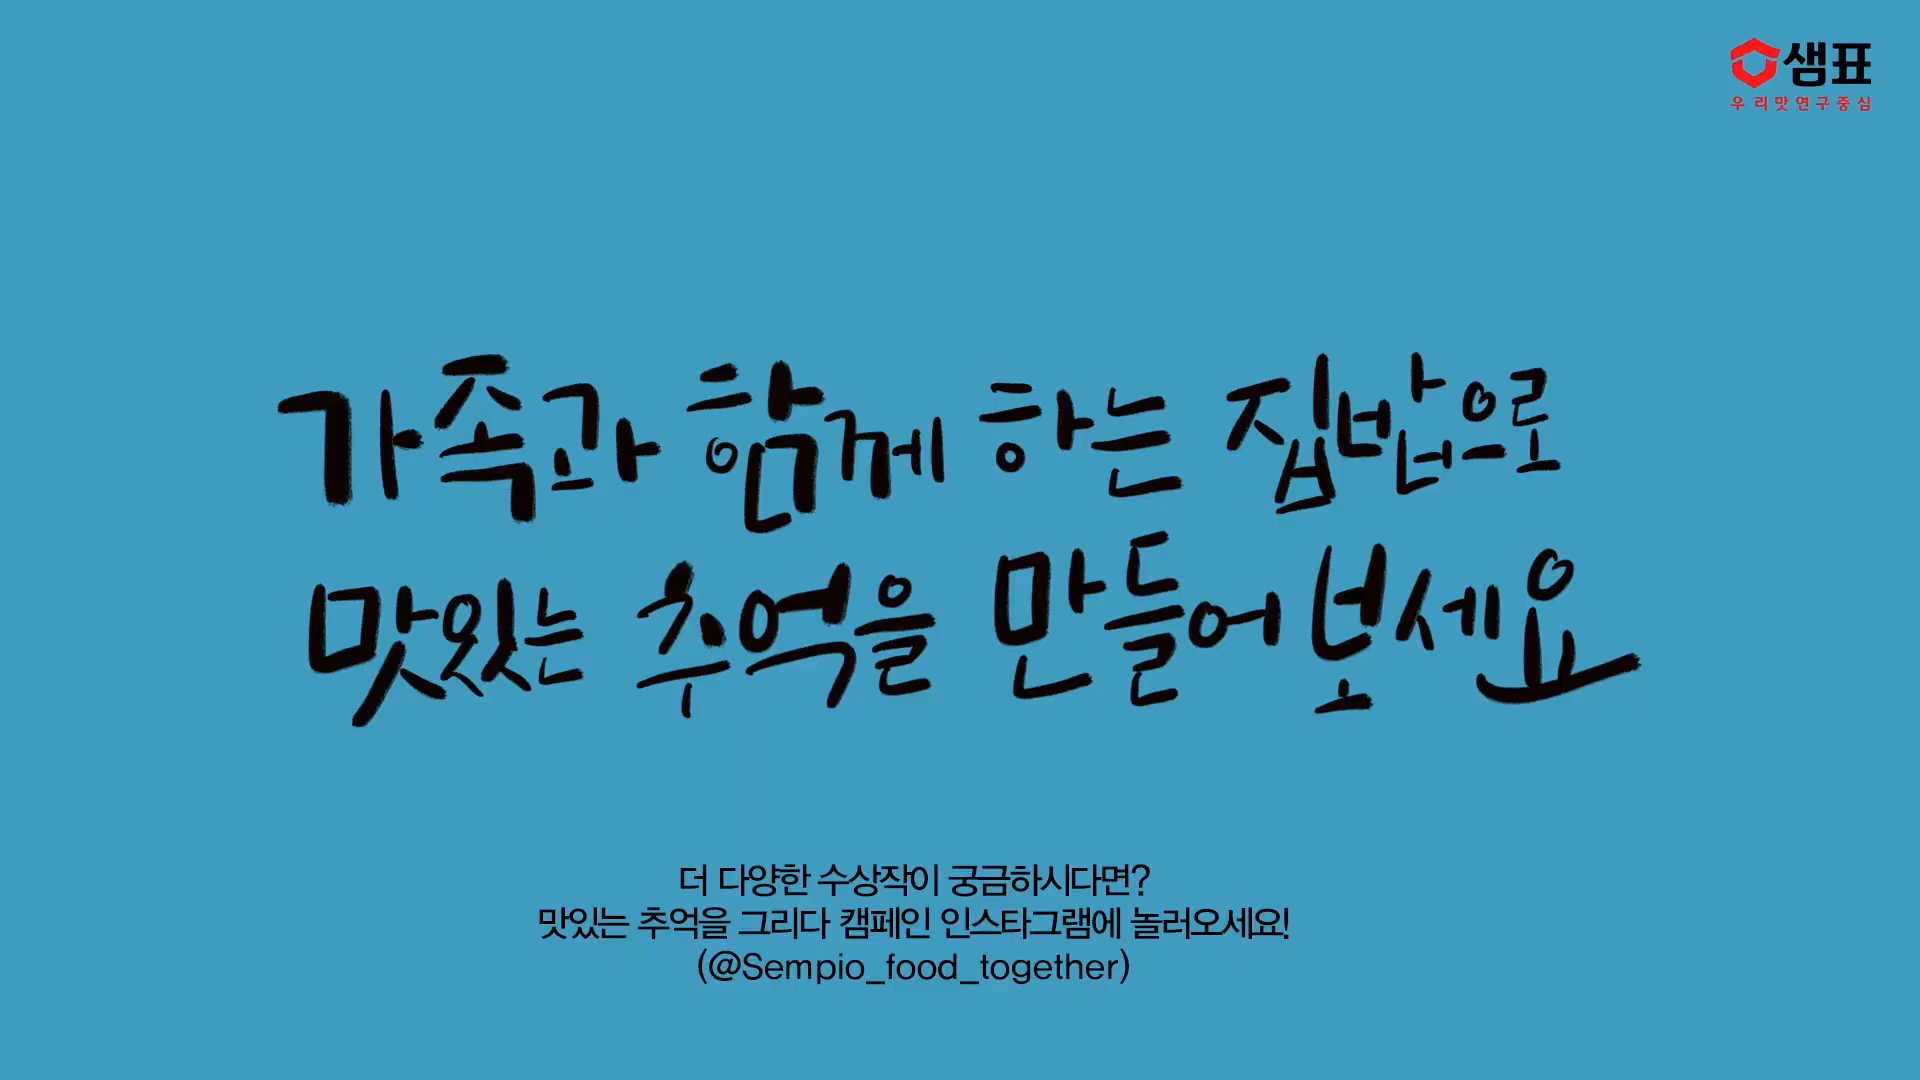 샘표
우리맛연구중심
가족과 함께 하는 집밥으로
맛있는 추억을 만들어보세요
더 다양한 수상작이 궁금하시다면?
맛있는 추억을 그리다 캠페인 인스타그램에 놀러오세요!
(@Sempio_food_together)